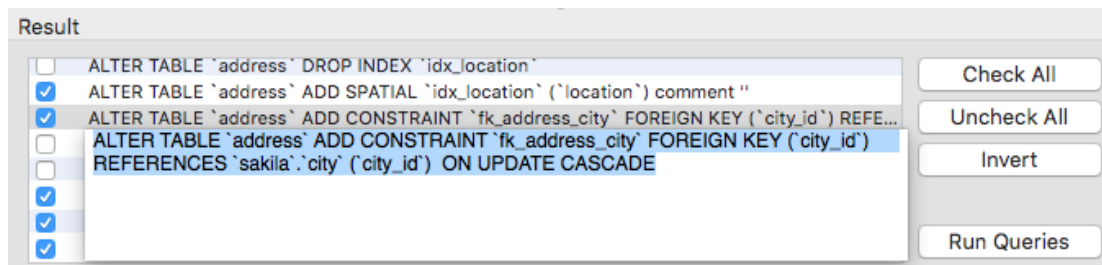 Result
ALTER TABLE `address` DROP INDEX `idx_location`
ALTER TABLE `address` ADD SPATIAL `idx_location` (`location`) comment ''
ALTER TABLE `address` ADD CONSTRAINT `fk_address_city` FOREIGN KEY (`city_id`) REFE...
ALTER TABLE `address` ADD CONSTRAINT `fk_address_city` FOREIGN KEY (`city_id`)
REFERENCES `sakila`.`city` (`city_id`)  ON UPDATE CASCADE
Check All
Uncheck All
Invert
Run Queries